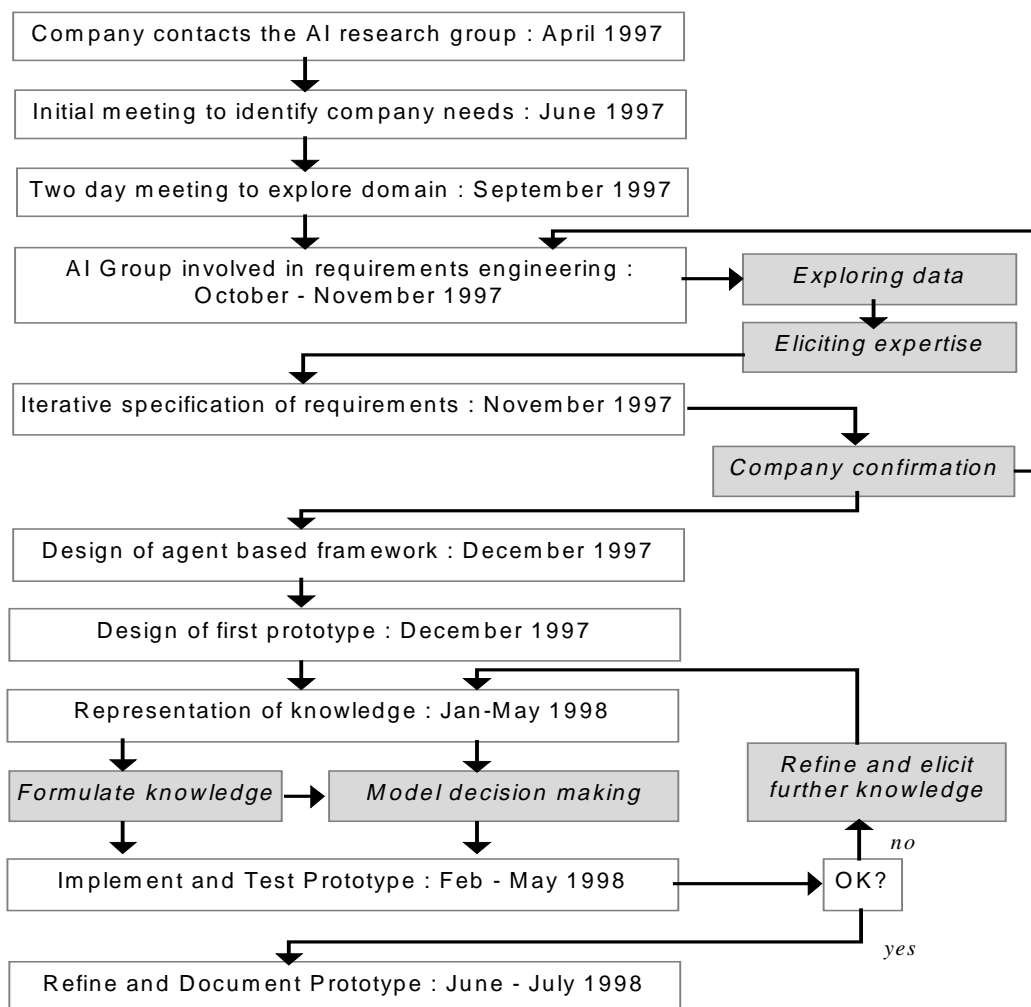 Company contacts the AI research group : April 1997
Initial meeting to identify company needs : June 1997
Two day meeting to explore domain : September 1997
AI Group involved in requirements engineering :
October - November 1997
Exploring data
Eliciting expertise
Iterative specification of requirements : November 1997
Company confirmation
Design of agent based framework : December 1997
Design of first prototype : December 1997
Representation of knowledge : Jan-May 1998
Formulate knowledge
Model decision making
Refine and elicit
further knowledge
no
Implement and Test Prototype : Feb - May 1998
OK?
yes
Refine and Document Prototype : June - July 1998